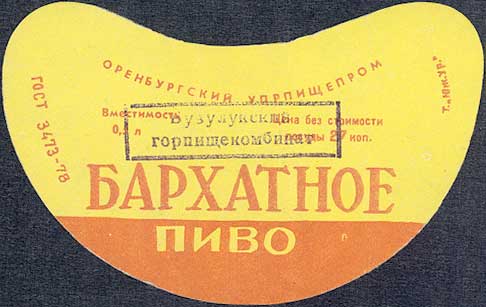 ОРЕНБУРГСКИЙ УПРПИЩЕПРОМ
ГОСТ 3473-78
Т. „Юж.Ур."
Вместимость
0,5 л
Цена без стоимости
посуды 27 коп.
Бузулукский
горпищекомбинат
БАРХАТНОЕ
ПИВО